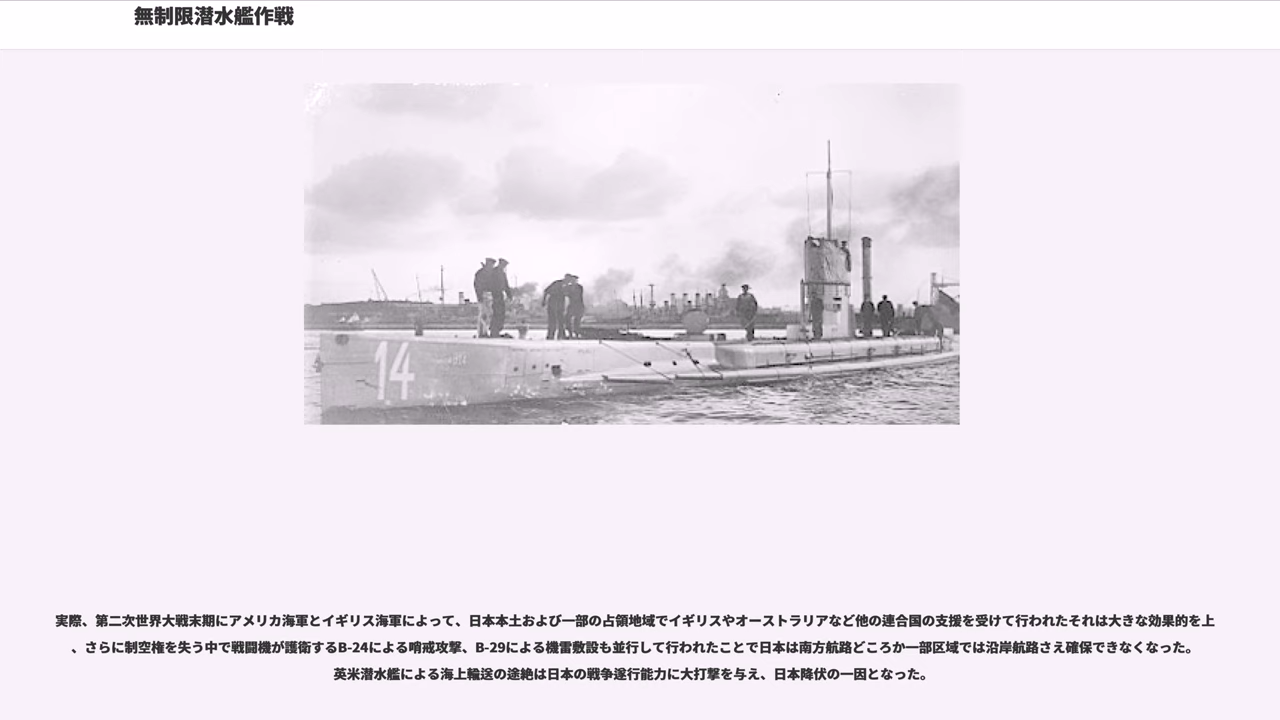 無制限潜水艦作戦
14
実際、第二次世界大戦末期にアメリカ海軍とイギリス海軍によって、日本本土および一部の占領地域でイギリスやオーストラリアなど他の連合国の支援を受けて行われたそれは大きな効果的を上
、さらに制空権を失う中で戦闘機が護衛するB-24による哨戒攻撃、B-29による機雷敷設も並行して行われたことで日本は南方航路どころか一部区域では沿岸航路さえ確保できなくなった。
英米潜水艦による海上輸送の途絶は日本の戦争遂行能力に大打撃を与え、日本降伏の一因となった。